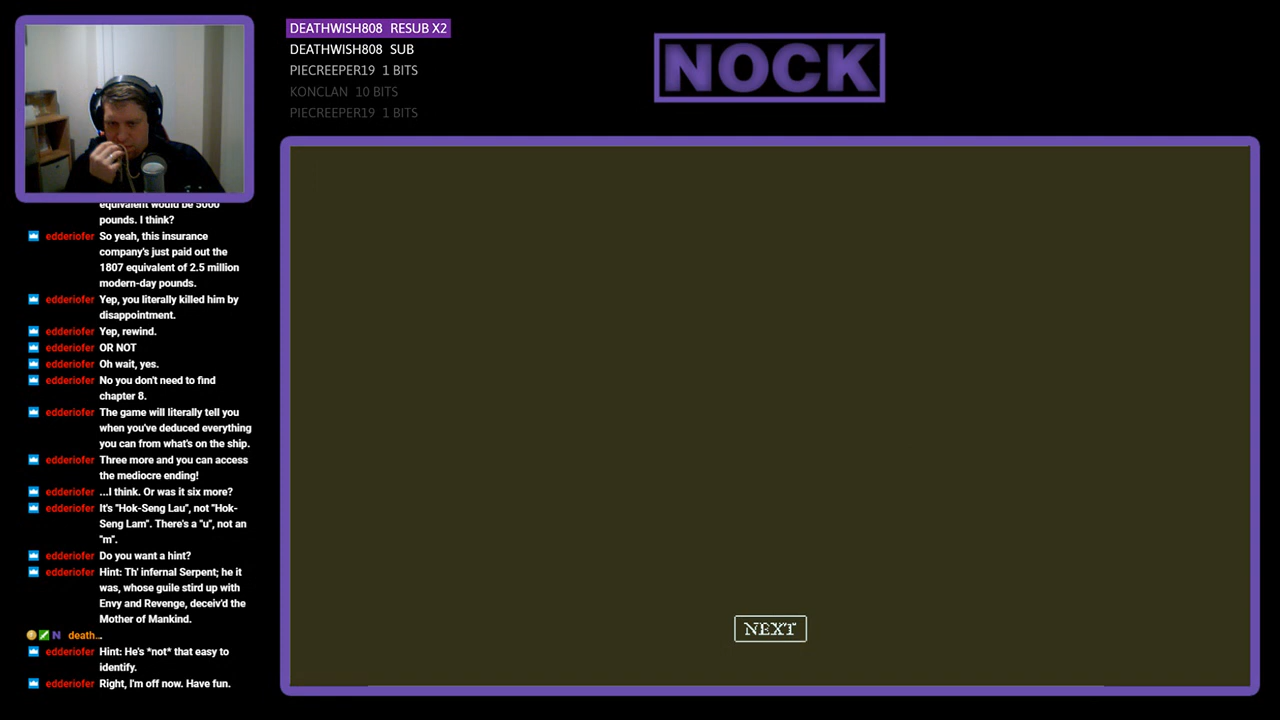 DEATHWISH808 RESUB X2
DEATHWISH808 SUB
PIECREEPER19 1 BITS
KONCLAN 10 BITS
PIECREEPER19 1 BITS
NOCK
equivalent would be 5000
pounds. I think?
edderiofer So yeah, this insurance
company's just paid out the
1807 equivalent of 2.5 million
modern-day pounds.
edderiofer Yep, you literally killed him by
disappointment.
edderiofer Yep, rewind.
edderiofer OR NOT
edderiofer Oh wait, yes.
edderiofer No you don't need to find
chapter 8.
edderiofer The game will literally tell you
when you've deduced everything
you can from what's on the ship.
edderiofer Three more and you can access
the mediocre ending!
edderiofer ...I think. Or was it six more?
edderiofer It's "Hok-Seng Lau", not "Hok-
Seng Lam". There's a "u", not an
"m".
edderiofer Do you want a hint?
edderiofer Hint: Th' infernal Serpent; he it
was, whose guile stird up with
Envy and Revenge, deceiv'd the
Mother of Mankind.
N death... .
edderiofer Hint: He's *not* that easy to
identify.
edderiofer Right, I'm off now. Have fun.
NEXT